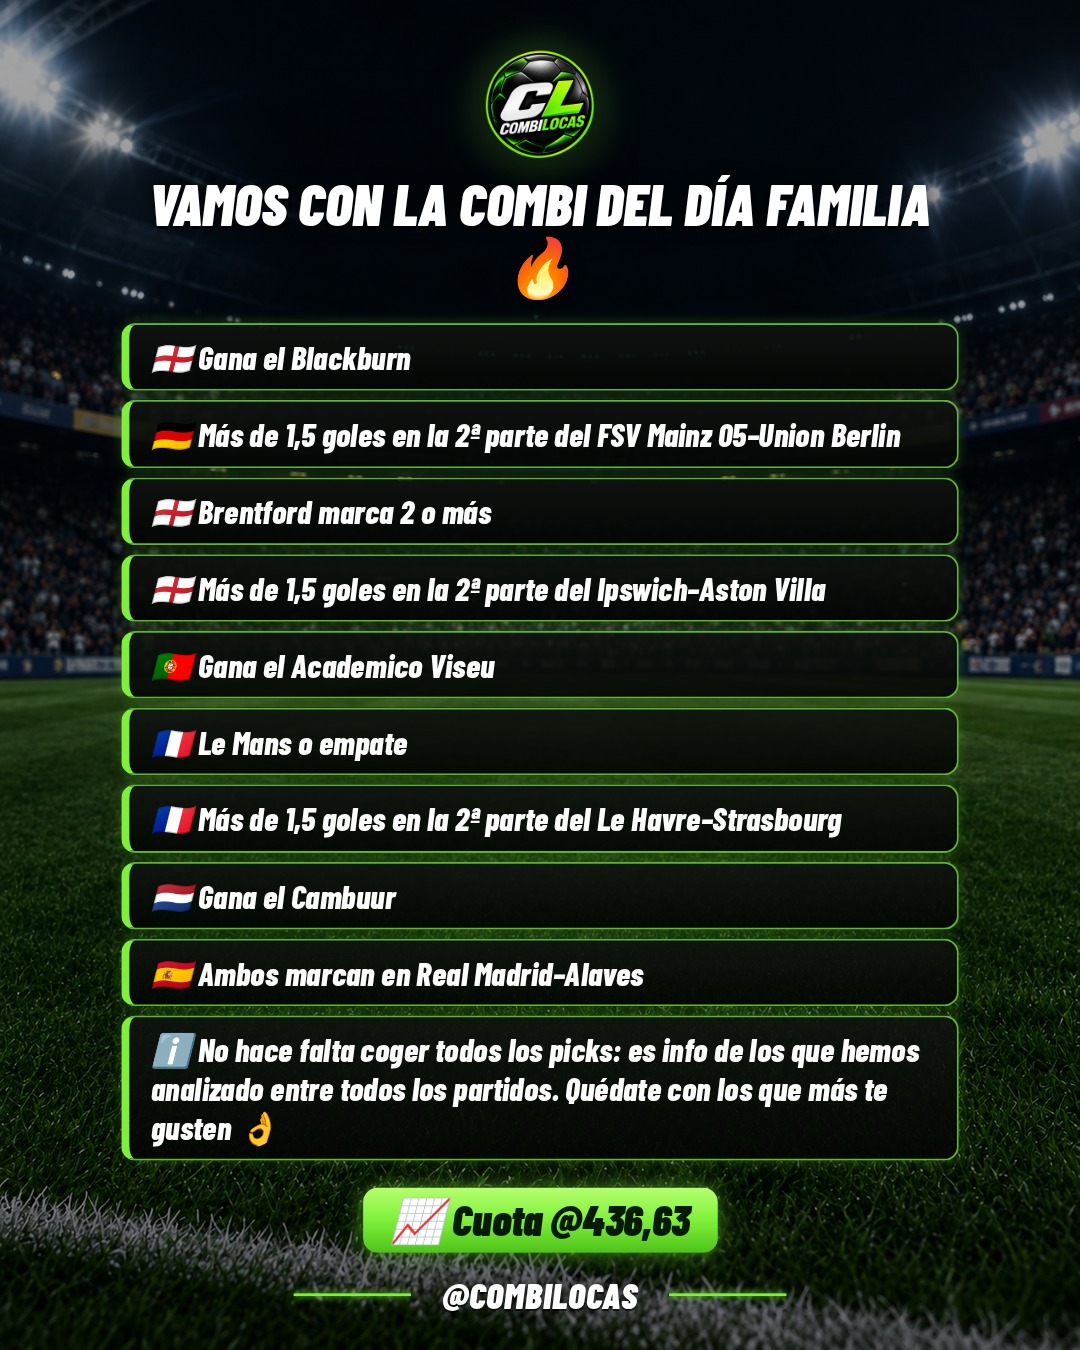 CL
COMBILOCAS
VAMOS CON LA COMBI DEL DÍA FAMILIA
🔥
🏴󠁧󠁢󠁥󠁮󠁧󠁿 Gana el Blackburn
🇩🇪 Más de 1,5 goles en la 2ª parte del FSV Mainz 05-Union Berlin
🏴󠁧󠁢󠁥󠁮󠁧󠁿 Brentford marca 2 o más
🏴󠁧󠁢󠁥󠁮󠁧󠁿 Más de 1,5 goles en la 2ª parte del Ipswich-Aston Villa
🇵🇹 Gana el Academico Viseu
🇫🇷 Le Mans o empate
🇫🇷 Más de 1,5 goles en la 2ª parte del Le Havre-Strasbourg
🇳🇱 Gana el Cambuur
🇪🇸 Ambos marcan en Real Madrid-Alaves
ℹ️ No hace falta coger todos los picks: es info de los que hemos
analizado entre todos los partidos. Quédate con los que más te
gusten 👌
📈 Cuota @436,63
@COMBILOCAS